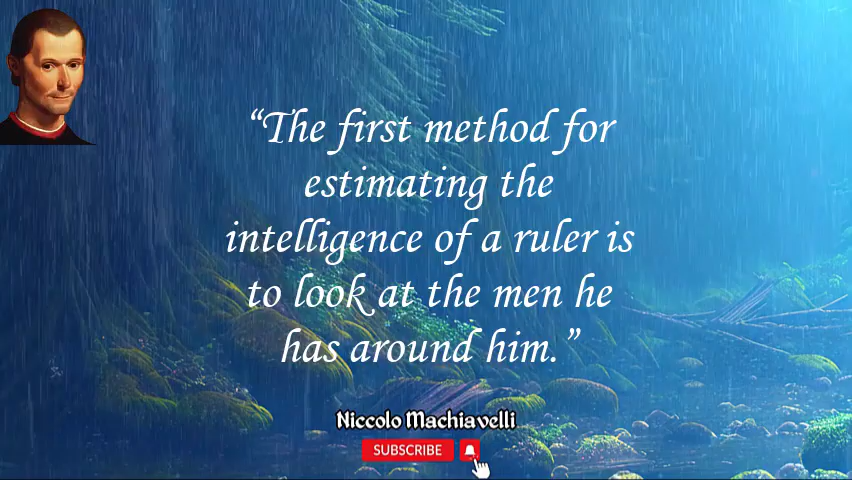 “The first method for
estimating the
intelligence of a ruler is
to look at the men he
has around him.”
Niccolo Machiavelli
SUBSCRIBE